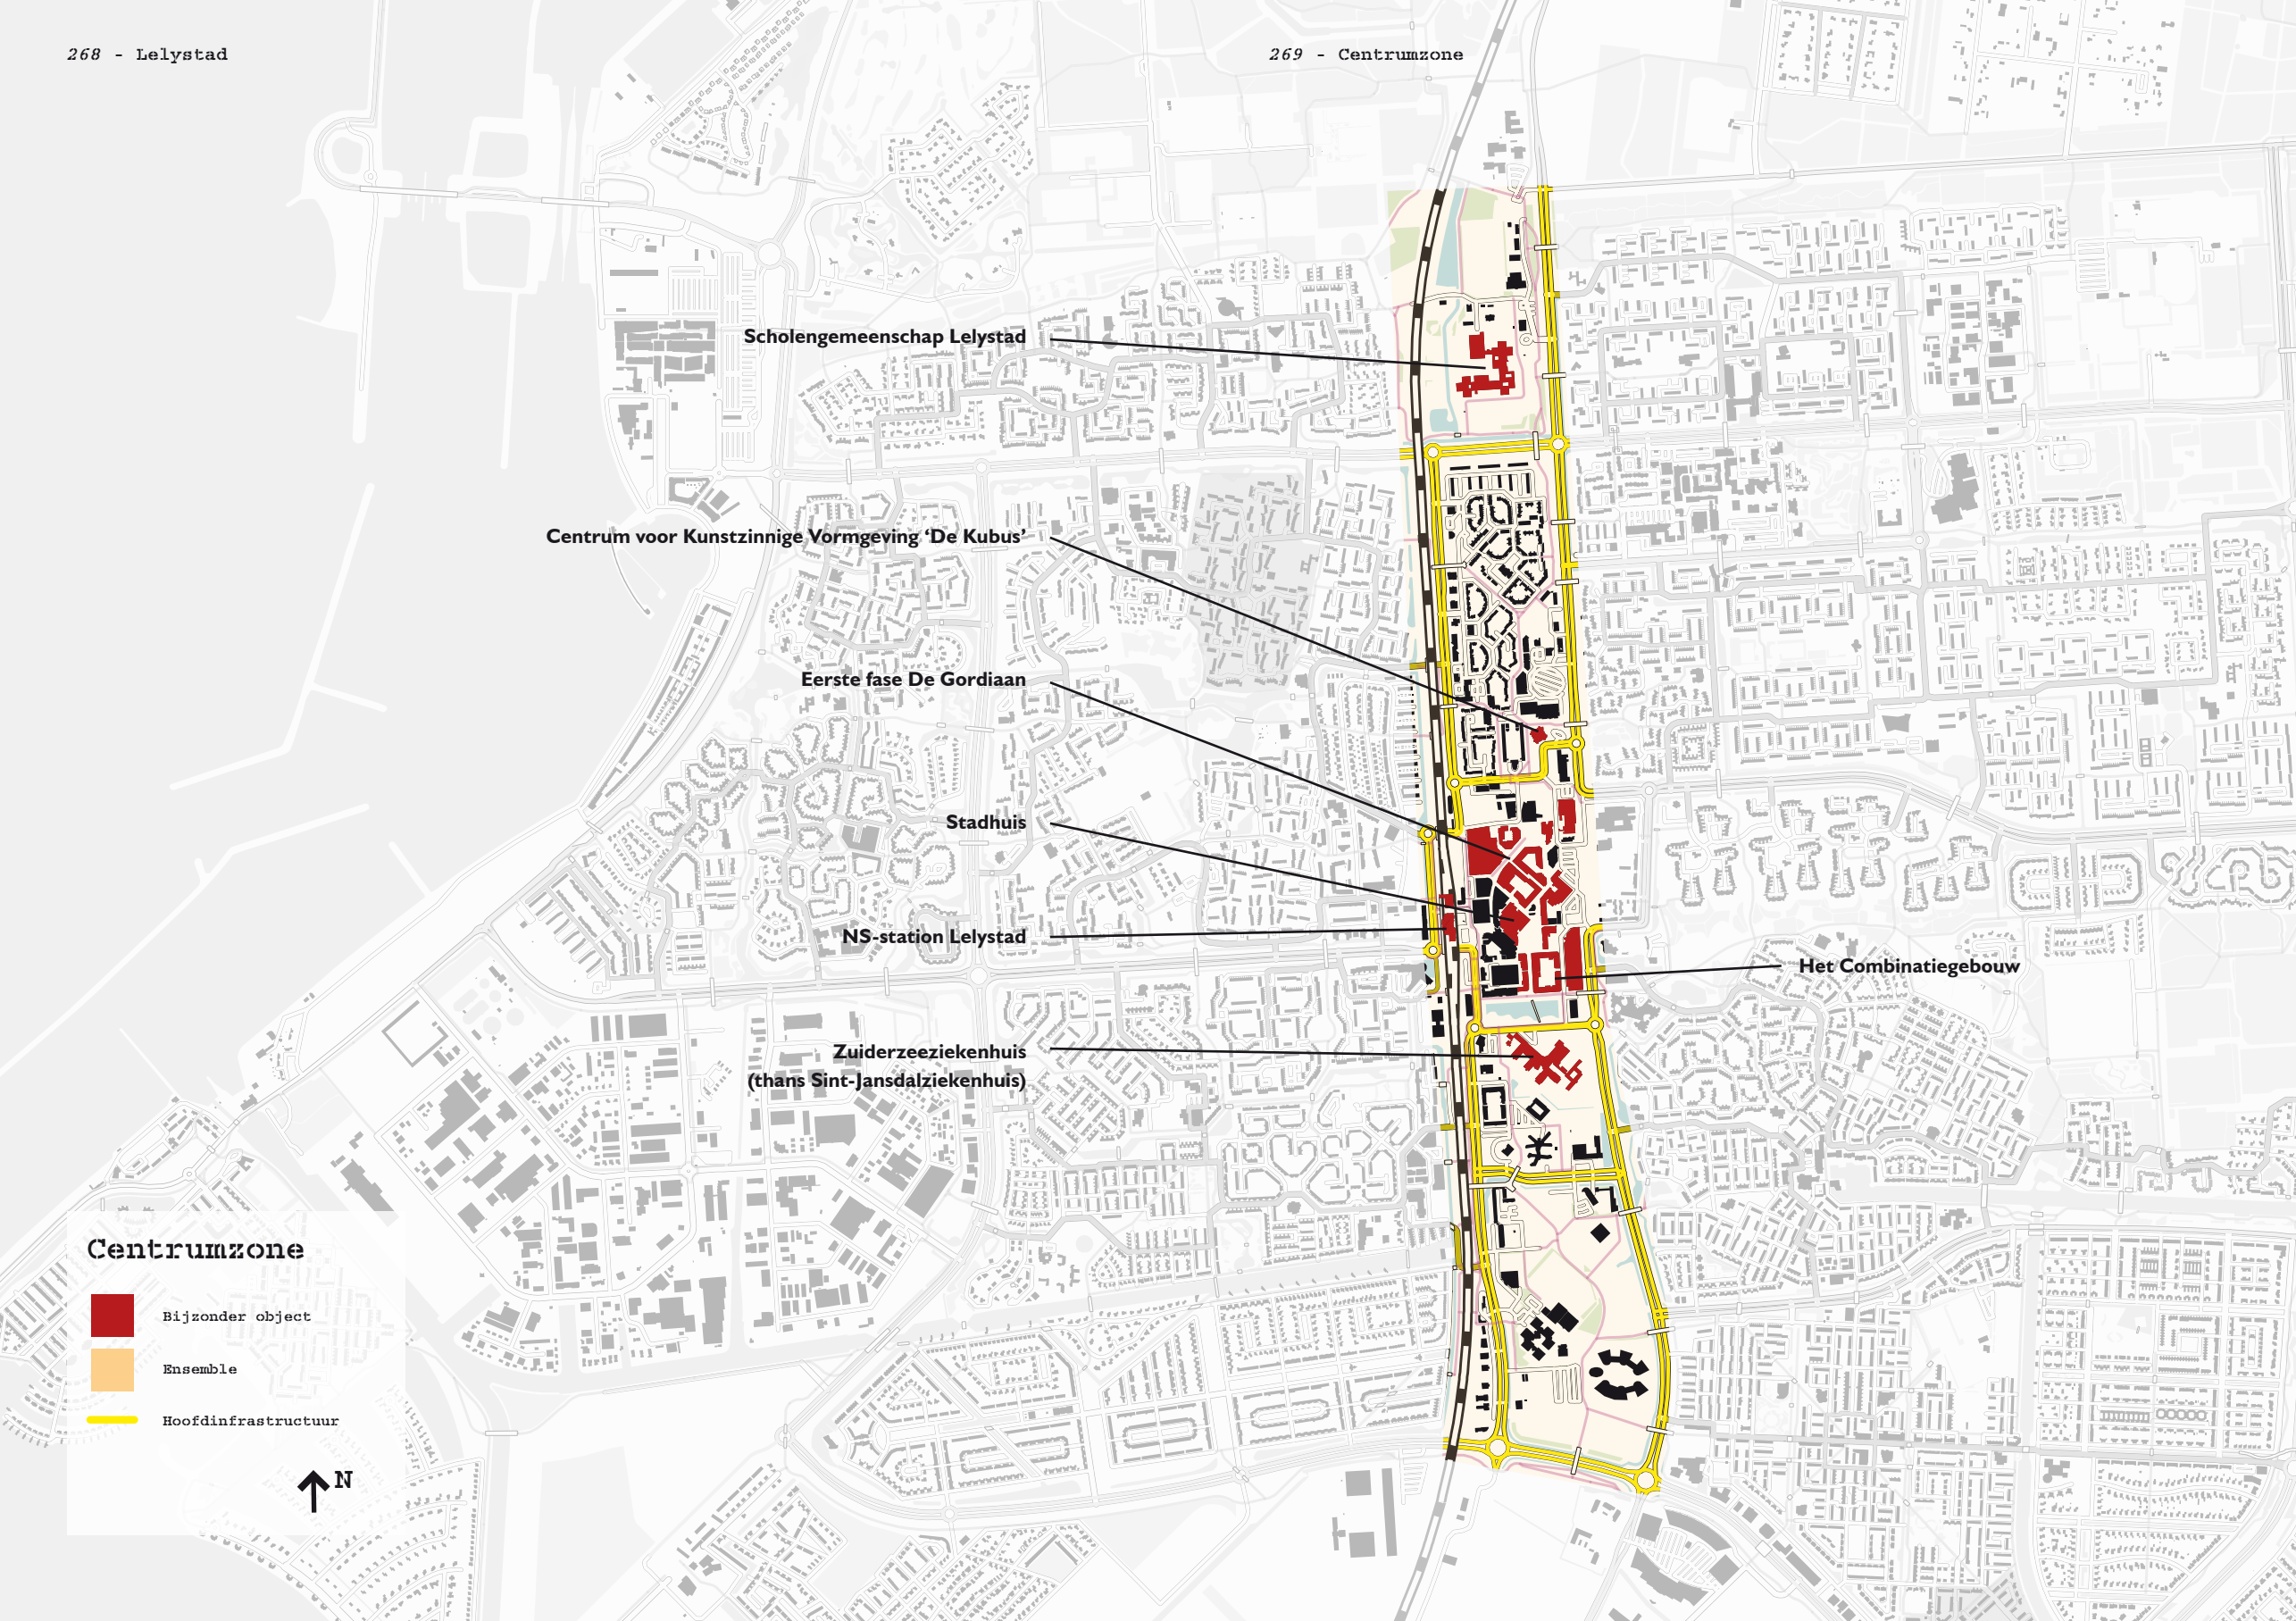 268 - Lelystad
269 - Centrumzone
Scholengemeenschap Lelystad
Centrum voor Kunstzinnige Vormgeving ‘De Kubus’
Eerste fase De Gordiaan
Stadhuis
NS-station Lelystad
Het Combinatiegebouw
Zuiderzeeziekenhuis
(thans Sint-Jansdalziekenhuis)
Centrumzone
Bijzonder object
Ensemble
Hoofdinfrastructuur
N